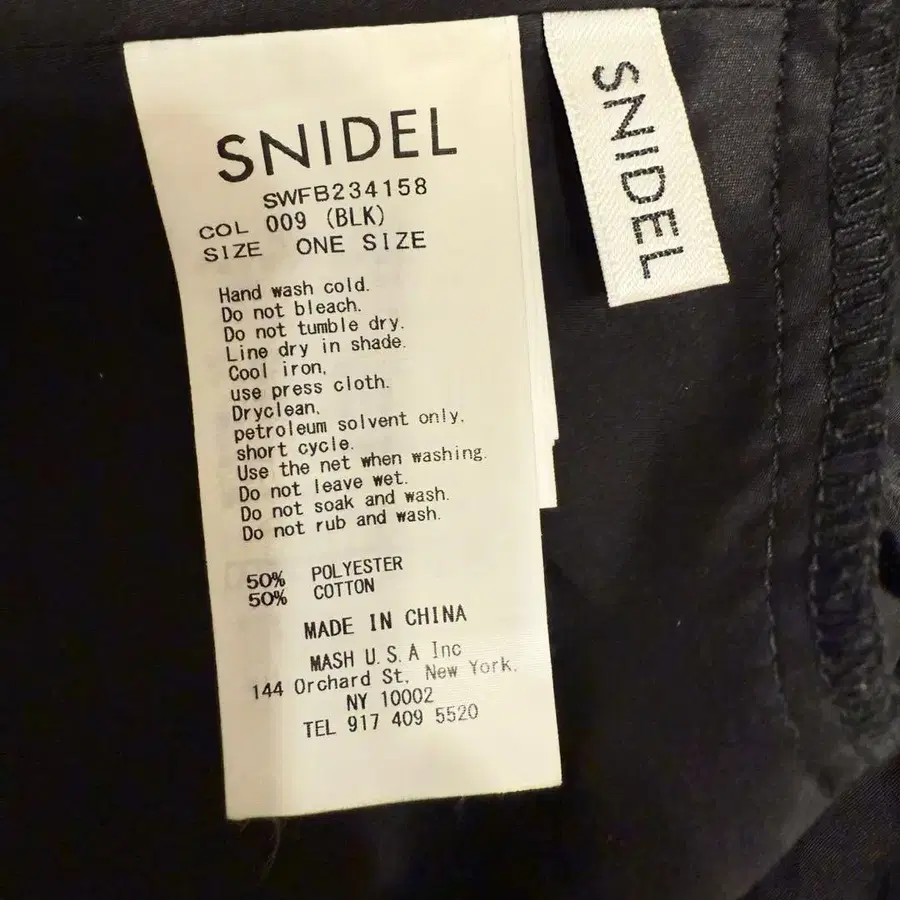 SNIDEL
SWFB234158
COL 009 (BLK)
SIZE ONE SIZE
Hand wash cold.
Do not bleach.
Do not tumble dry.
Line dry in shade.
Cool iron,
use press cloth.
Dryclean,
petroleum solvent only,
short cycle.
Use the net when washing.
Do not leave wet.
Do not soak and wash.
Do not rub and wash.
50% POLYESTER
50% COTTON
MADE IN CHINA
MASH U.S.A Inc
144 Orchard St, New York,
NY 10002
TEL 917 409 5520
SNIDEL